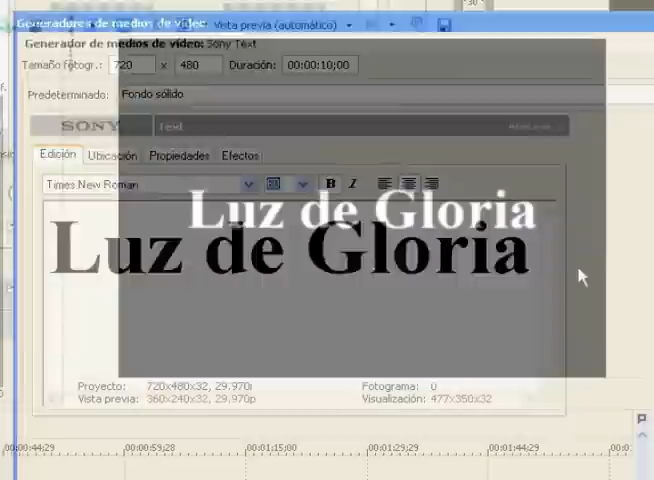 Generadores de medios de vídeo
Vista previa (automático)
Generador de medios de vídeo: Sony Text
Tamaño fotogr.: 720 x 480 Duración: 00:00:10;00
Predeterminado: Fondo sólido
SONY Text
Edición Ubicación Propiedades Efectos
Times New Roman B I
Luz de Gloria
Luz de Gloria
Proyecto: 720x480x32, 29.970i Fotograma: 0
Vista previa: 360x240x32, 29.970p Visualización: 477x350x32
00:00:44;29 00:00:59;28 00:01:15;00 00:01:29;29 00:01:44;29